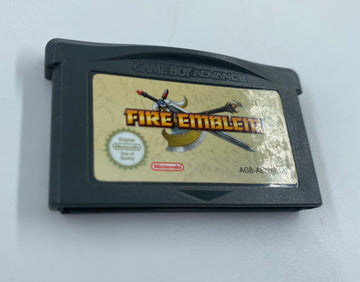 GAME BOY ADVANCE
FIRE EMBLEM
Original
Nintendo
Seal of
Quality
Nintendo